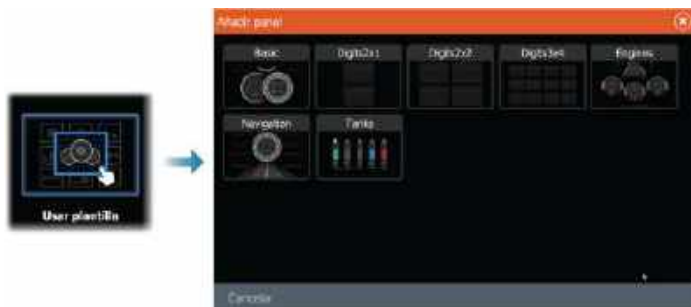 Añadir panel
Basic
Digits2x1
Digits2x2
Digits3x4
Engines
Navigation
Tanks
User plantilla
Cancelar